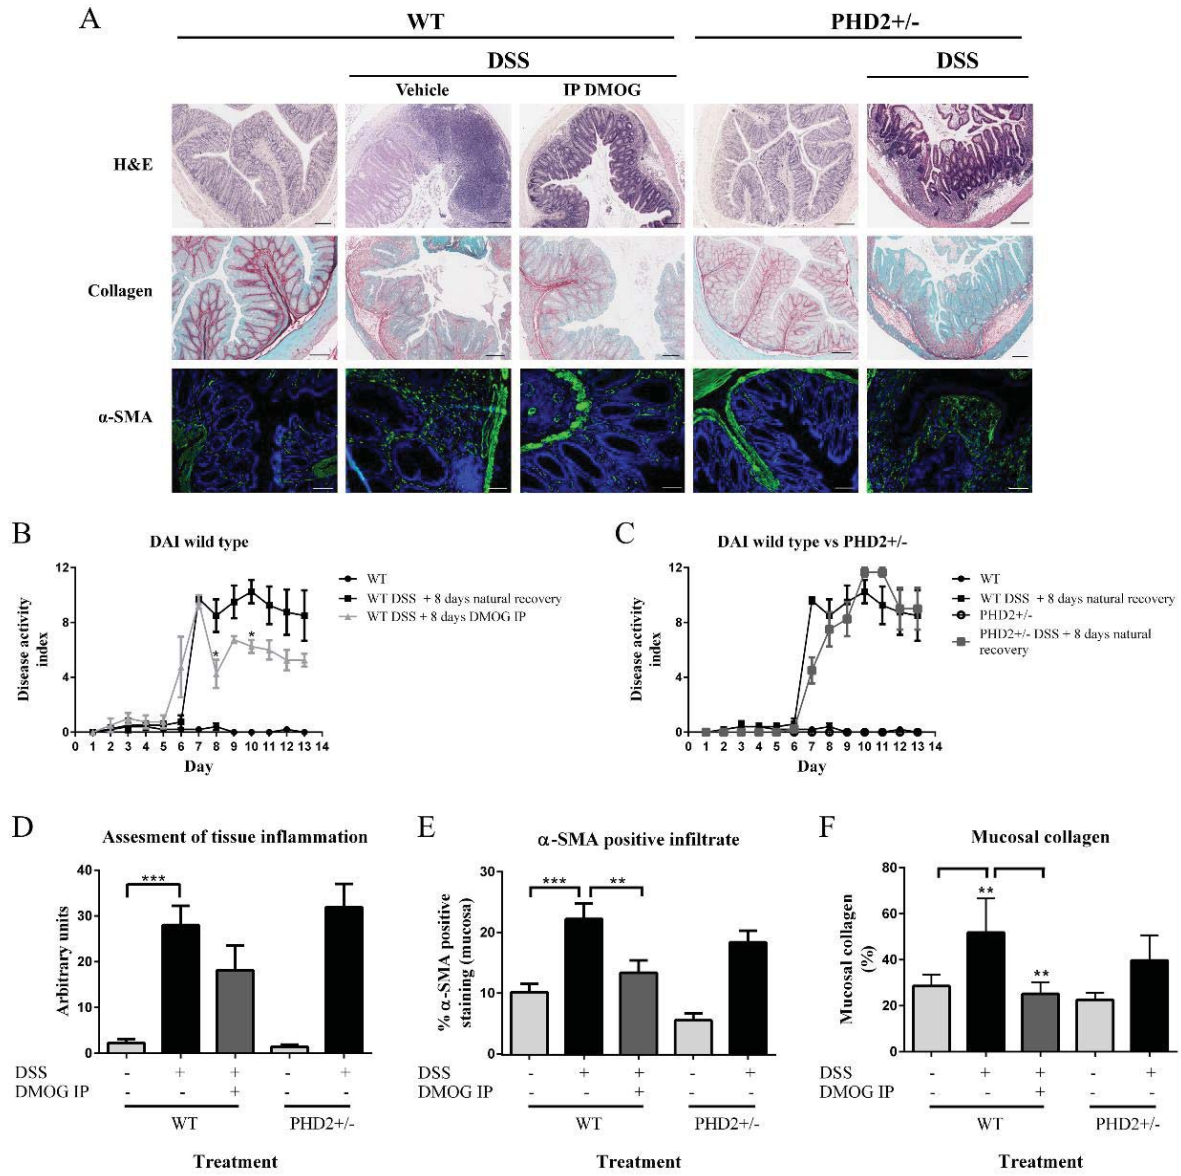 A
WT
PHD2+/-
DSS
DSS
Vehicle
IP DMOG
H&E
Collagen
α-SMA
B
DAI wild type
Disease activity
index
12
8
4
0
0 1 2 3 4 5 6 7 8 9 10 11 12 13 14
Day
*
*
WT
WT DSS + 8 days natural recovery
WT DSS + 8 days DMOG IP
C
DAI wild type vs PHD2+/-
Disease activity
index
12
8
4
0
0 1 2 3 4 5 6 7 8 9 10 11 12 13 14
Day
WT
WT DSS + 8 days natural recovery
PHD2+/-
PHD2+/- DSS + 8 days natural
recovery
D
Assesment of tissue inflammation
Arbitrary units
40
30
20
10
0
***
DSS - + + - +
DMOG IP - - +
WT PHD2+/-
Treatment
E
α-SMA positive infiltrate
% α-SMA positive
staining (mucosa)
30
20
10
0
*** **
DSS - + + - +
DMOG IP - - +
WT PHD2+/-
Treatment
F
Mucosal collagen
Mucosal collagen
(%)
80
60
40
20
0
**
**
DSS - + + - +
DMOG IP - - +
WT PHD2+/-
Treatment